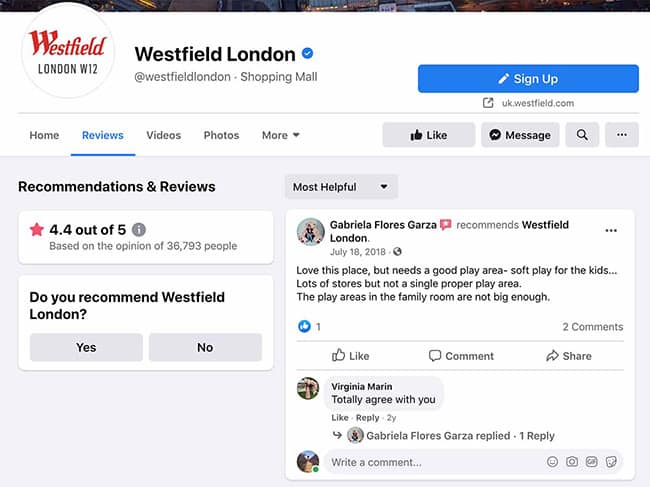 Westfield
LONDON W12
Westfield London
@westfieldlondon · Shopping Mall
Sign Up
uk.westfield.com
Home
Reviews
Videos
Photos
More
Like
Message
Recommendations & Reviews
4.4 out of 5
Based on the opinion of 36,793 people
Do you recommend Westfield
London?
Yes
No
Most Helpful
Gabriela Flores Garza recommends Westfield
London.
July 18, 2018 ·
Love this place, but needs a good play area- soft play for the kids...
Lots of stores but not a single proper play area.
The play areas in the family room are not big enough.
1
2 Comments
Like
Comment
Share
Virginia Marin
Totally agree with you
Like · Reply · 2y
Gabriela Flores Garza replied · 1 Reply
Write a comment...
GIF